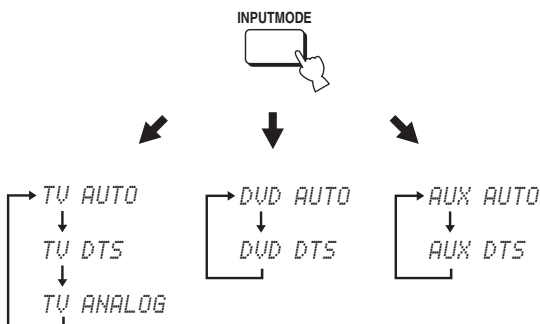 INPUTMODE
TV AUTO
TV DTS
TV ANALOG
DVD AUTO
DVD DTS
AUX AUTO
AUX DTS